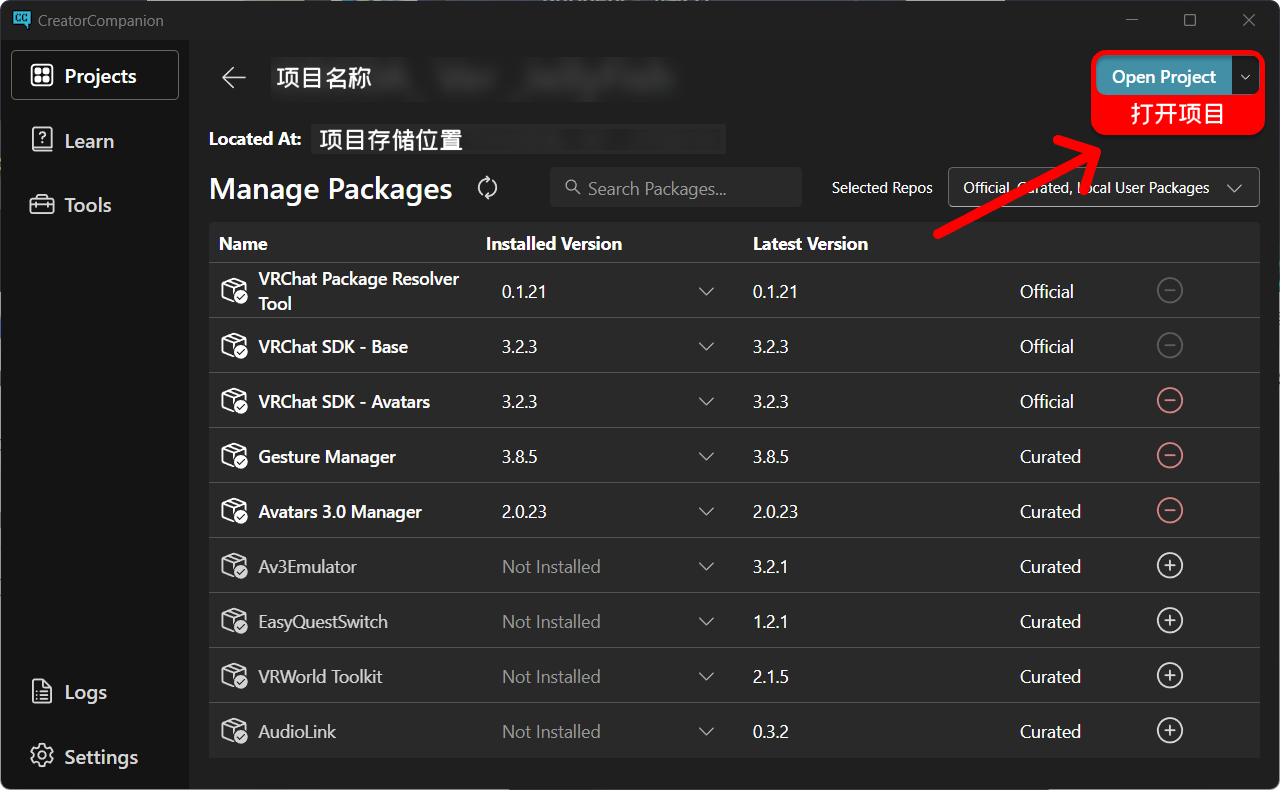 CreatorCompanion
Projects
Learn
Tools
Logs
Settings
项目名称
Open Project
打开项目
Located At: 项目存储位置
Manage Packages
Search Packages...
Selected Repos
Official, Curated, Local User Packages
Name Installed Version Latest Version
VRChat Package Resolver Tool 0.1.21 0.1.21 Official
VRChat SDK - Base 3.2.3 3.2.3 Official
VRChat SDK - Avatars 3.2.3 3.2.3 Official
Gesture Manager 3.8.5 3.8.5 Curated
Avatars 3.0 Manager 2.0.23 2.0.23 Curated
Av3Emulator Not Installed 3.2.1 Curated
EasyQuestSwitch Not Installed 1.2.1 Curated
VRWorld Toolkit Not Installed 2.1.5 Curated
AudioLink Not Installed 0.3.2 Curated